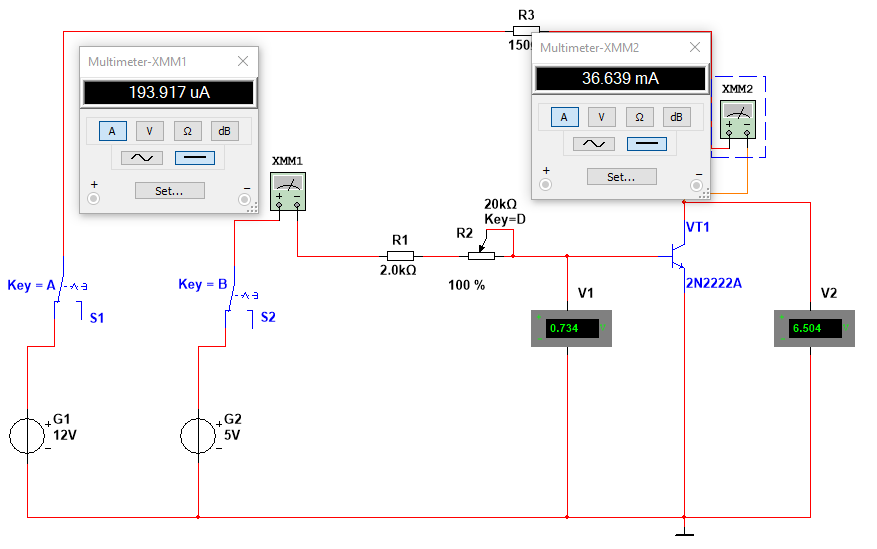 R3
150
Multimeter-XMM1
193.917 uA
A
V
Ω
dB
Set...
+
−
Multimeter-XMM2
36.639 mA
A
V
Ω
dB
Set...
+
−
XMM2
+ −
XMM1
+ −
20kΩ
Key=D
R2
R1
2.0kΩ
100 %
VT1
2N2222A
Key = A
S1
Key = B
S2
V1
0.734
V2
6.504
+
G1
12V
−
+
G2
5V
−